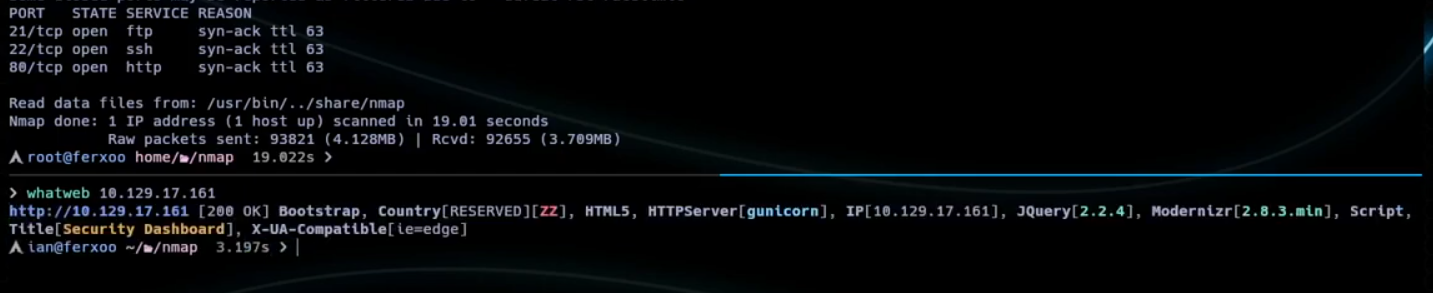 PORT   STATE SERVICE REASON
21/tcp open  ftp     syn-ack ttl 63
22/tcp open  ssh     syn-ack ttl 63
80/tcp open  http    syn-ack ttl 63
Read data files from: /usr/bin/../share/nmap
Nmap done: 1 IP address (1 host up) scanned in 19.01 seconds
Raw packets sent: 93821 (4.128MB) | Rcvd: 92655 (3.709MB)
root@ferxoo home/ /nmap  19.022s >
> whatweb 10.129.17.161
http://10.129.17.161 [200 OK] Bootstrap, Country[RESERVED][ZZ], HTML5, HTTPServer[gunicorn], IP[10.129.17.161], JQuery[2.2.4], Modernizr[2.8.3.min], Script,
Title[Security Dashboard], X-UA-Compatible[ie=edge]
ian@ferxoo ~/ /nmap  3.197s >